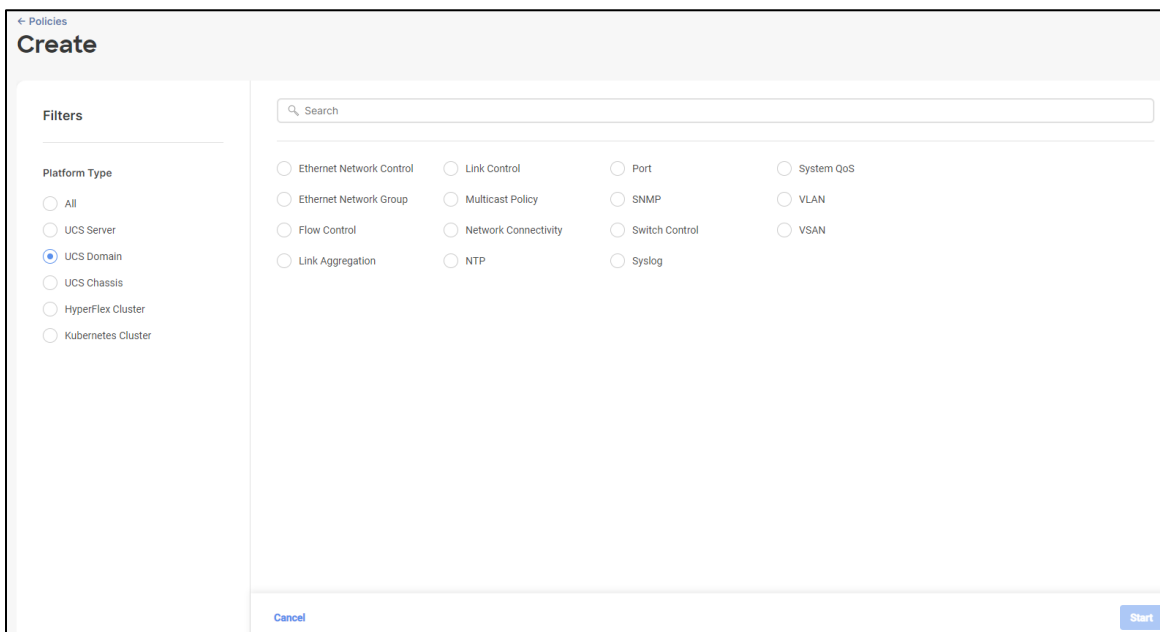 ← Policies
Create
Filters
Platform Type
All
UCS Server
UCS Domain
UCS Chassis
HyperFlex Cluster
Kubernetes Cluster
Search
Ethernet Network Control Link Control Port System QoS
Ethernet Network Group Multicast Policy SNMP VLAN
Flow Control Network Connectivity Switch Control VSAN
Link Aggregation NTP Syslog
Cancel Start